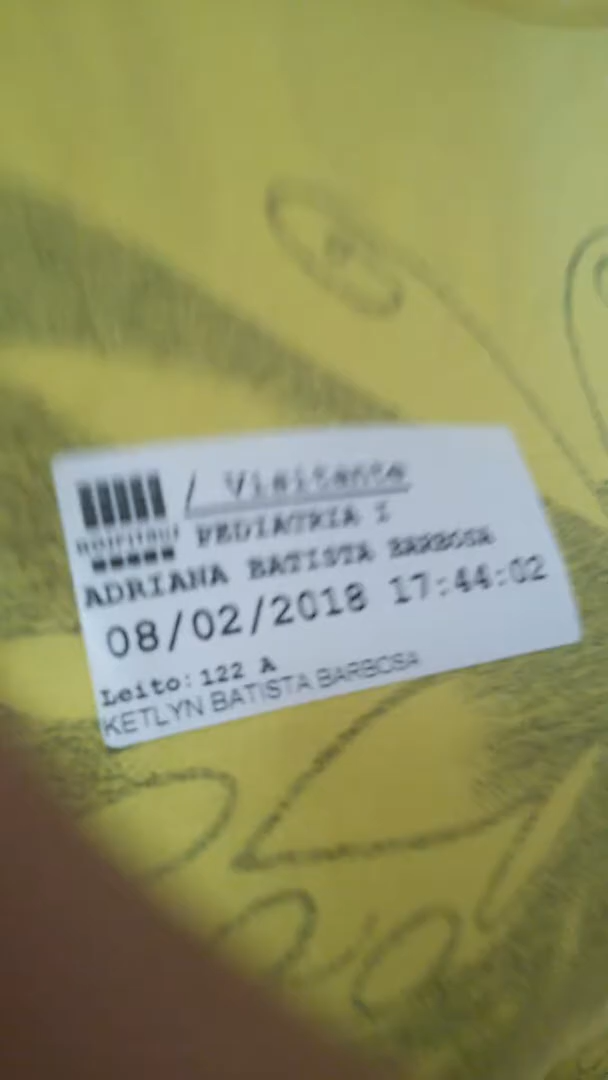 / Visitante
PEDIATRIA I
ADRIANA BATISTA BARBOSA
08/02/2018 17:44:02
Leito: 122 A
KETLYN BATISTA BARBOSA